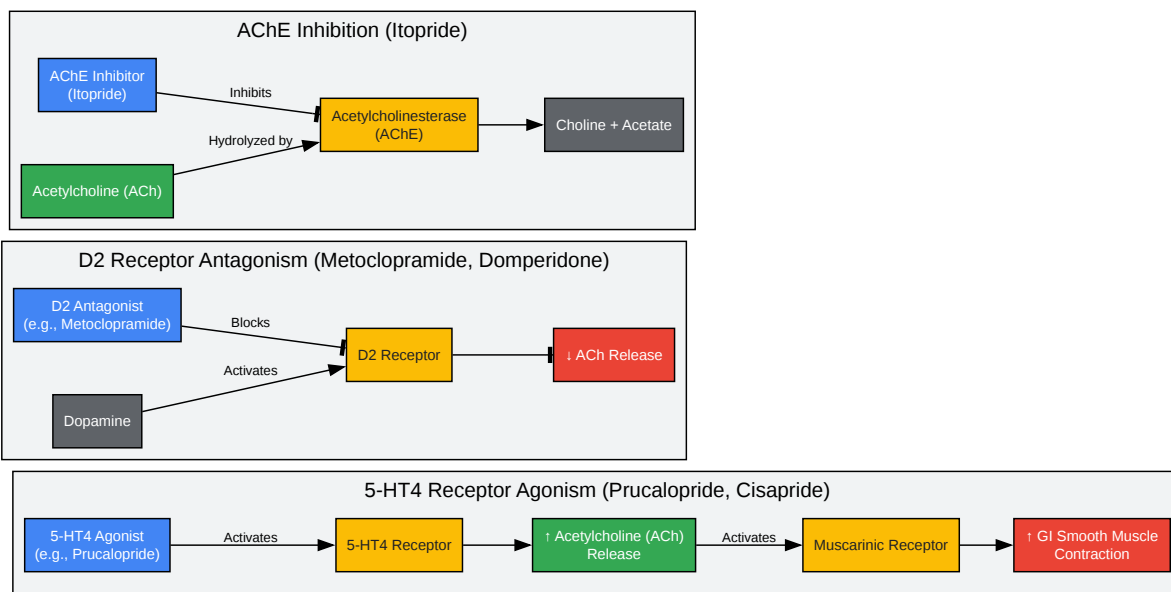 AChE Inhibition (Itopride)
AChE Inhibitor
(Itopride)
Inhibits
Acetylcholinesterase
(AChE)
Choline + Acetate
Hydrolyzed by
Acetylcholine (ACh)
D2 Receptor Antagonism (Metoclopramide, Domperidone)
D2 Antagonist
(e.g., Metoclopramide)
Blocks
D2 Receptor
↓ ACh Release
Activates
Dopamine
5-HT4 Receptor Agonism (Prucalopride, Cisapride)
5-HT4 Agonist
(e.g., Prucalopride)
Activates
5-HT4 Receptor
↑ Acetylcholine (ACh)
Release
Activates
Muscarinic Receptor
↑ GI Smooth Muscle
Contraction